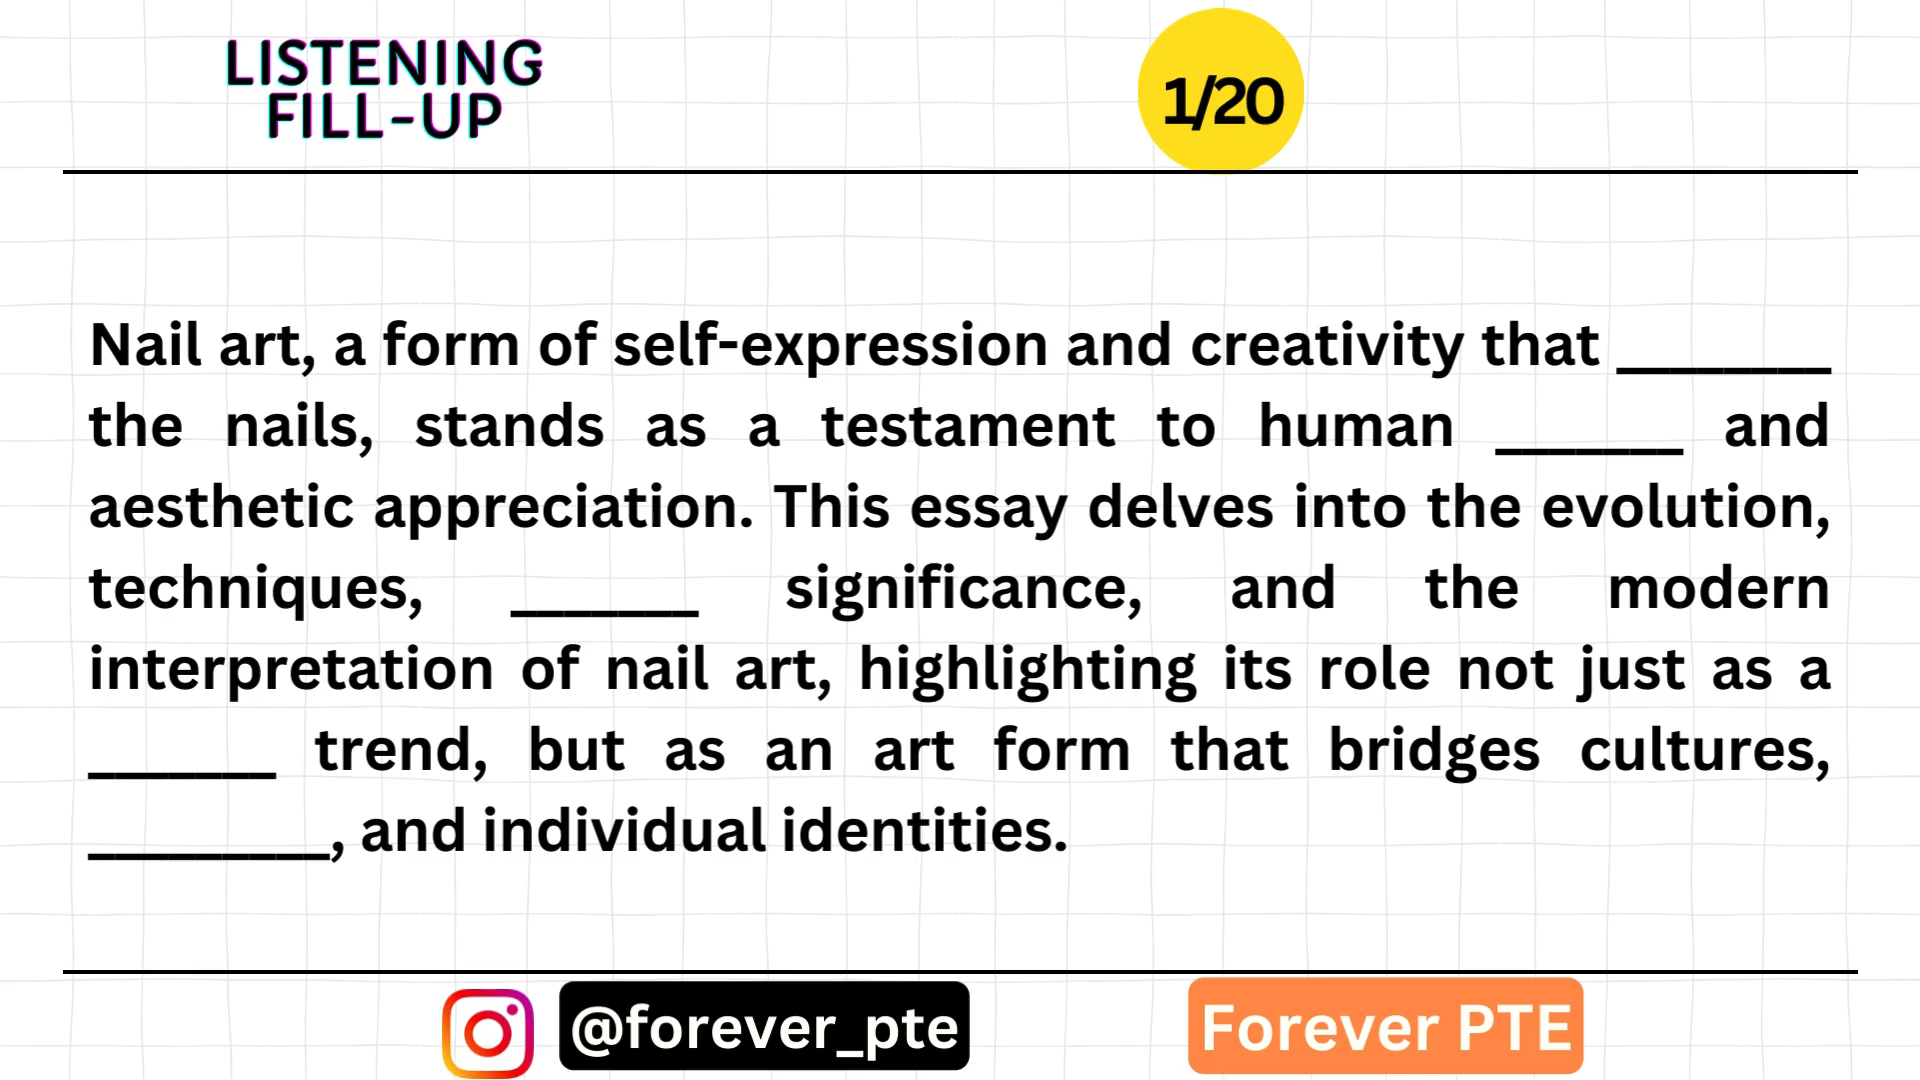 LISTENING
FILL-UP
1/20
Nail art, a form of self-expression and creativity that ________
the nails, stands as a testament to human _______ and
aesthetic appreciation. This essay delves into the evolution,
techniques, _______ significance, and the modern
interpretation of nail art, highlighting its role not just as a
_______ trend, but as an art form that bridges cultures,
_________, and individual identities.
@forever_pte
Forever PTE